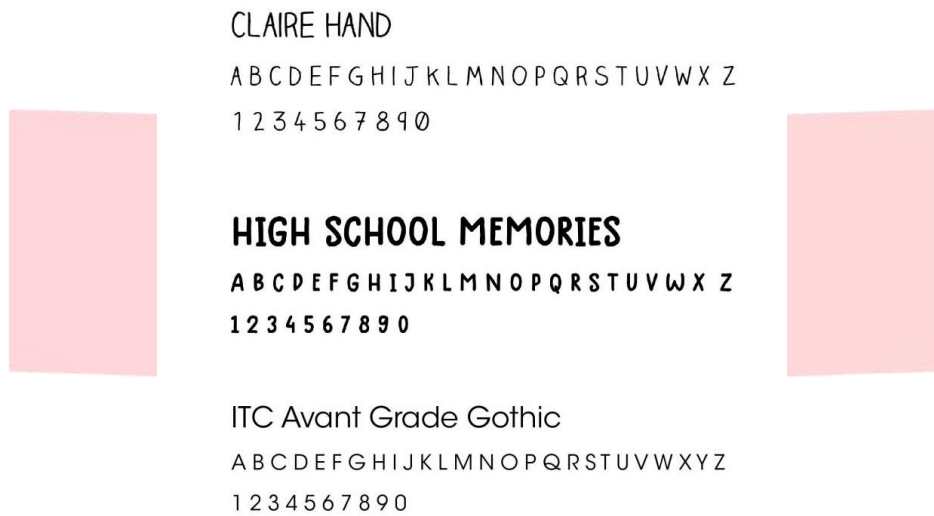 CLAIRE HAND
A B C D E F G H I J K L M N O P Q R S T U V W X Z
1 2 3 4 5 6 7 8 9 0
HIGH SCHOOL MEMORIES
A B C D E F G H I J K L M N O P Q R S T U V W X Z
1 2 3 4 5 6 7 8 9 0
ITC Avant Grade Gothic
A B C D E F G H I J K L M N O P Q R S T U V W X Y Z
1 2 3 4 5 6 7 8 9 0